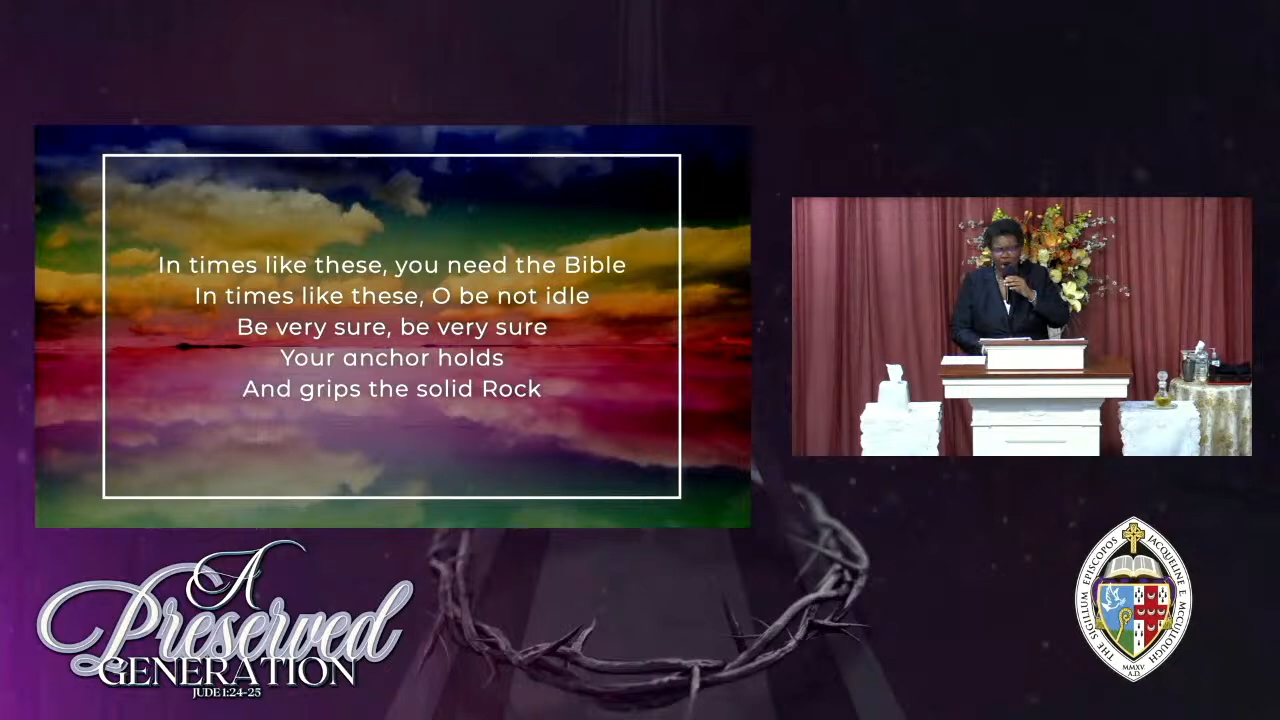 In times like these, you need the Bible
In times like these, O be not idle
Be very sure, be very sure
Your anchor holds
And grips the solid Rock
A
Preserved
GENERATION
JUDE 1:24-25
THE SIGILLUM EPISCOPOS JACQUELINE E. MCCULLOUGH
MMXV
A.D.